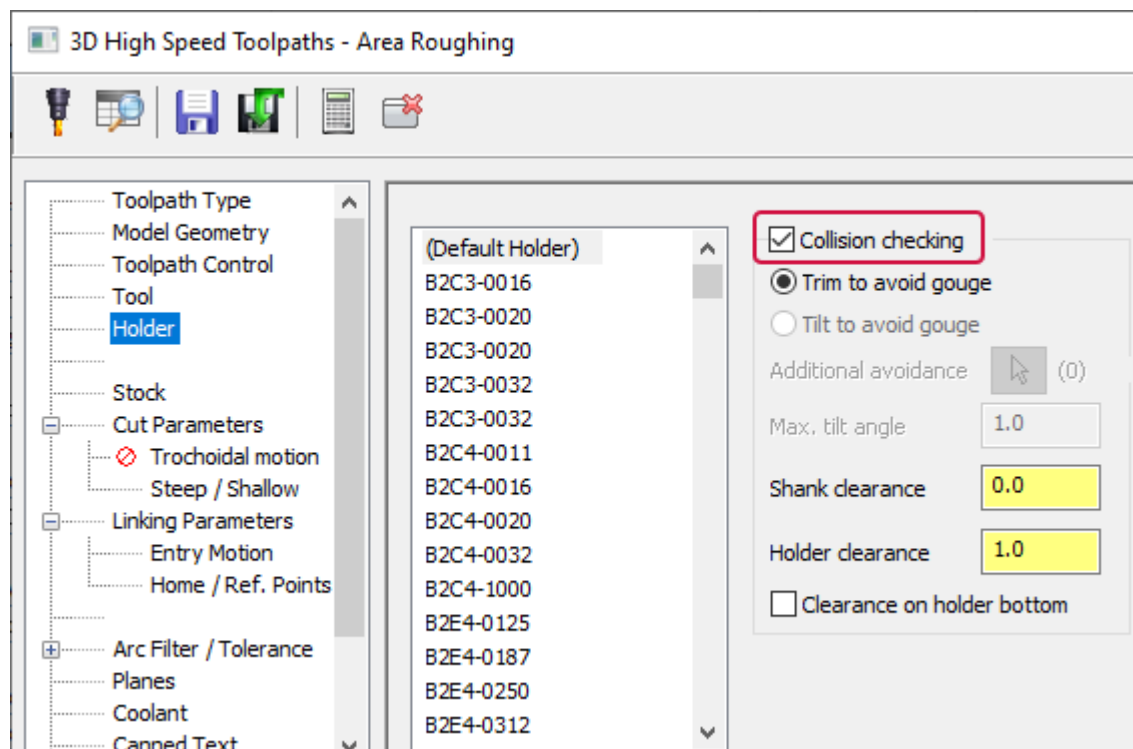 3D High Speed Toolpaths - Area Roughing
Toolpath Type
Model Geometry
Toolpath Control
Tool
Holder
Stock
Cut Parameters
Trochoidal motion
Steep / Shallow
Linking Parameters
Entry Motion
Home / Ref. Points
Arc Filter / Tolerance
Planes
Coolant
Canned Text
(Default Holder)
B2C3-0016
B2C3-0020
B2C3-0020
B2C3-0032
B2C3-0032
B2C4-0011
B2C4-0016
B2C4-0020
B2C4-0032
B2C4-1000
B2E4-0125
B2E4-0187
B2E4-0250
B2E4-0312
Collision checking
Trim to avoid gouge
Tilt to avoid gouge
Additional avoidance (0)
Max. tilt angle 1.0
Shank clearance 0.0
Holder clearance 1.0
Clearance on holder bottom